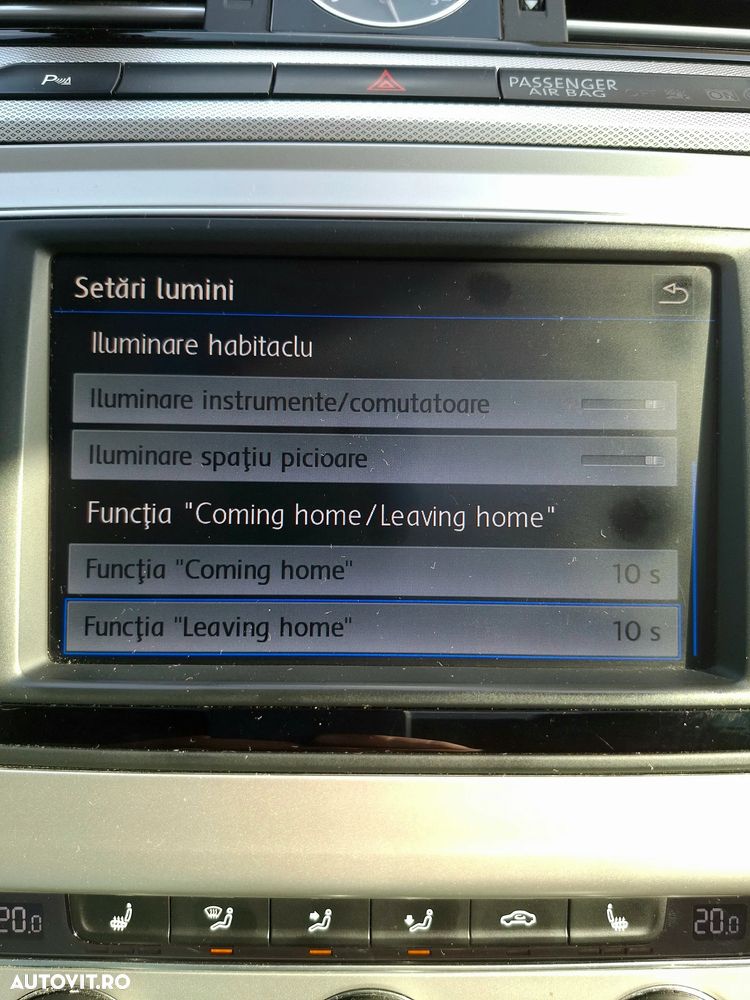 P
PASSENGER
AIR BAG
ON
Setări lumini
Iluminare habitaclu
Iluminare instrumente/comutatoare
Iluminare spaţiu picioare
Funcţia "Coming home/Leaving home"
Funcţia "Coming home" 10 s
Funcţia "Leaving home" 10 s
20.0 20.0
AUTOVIT.RO